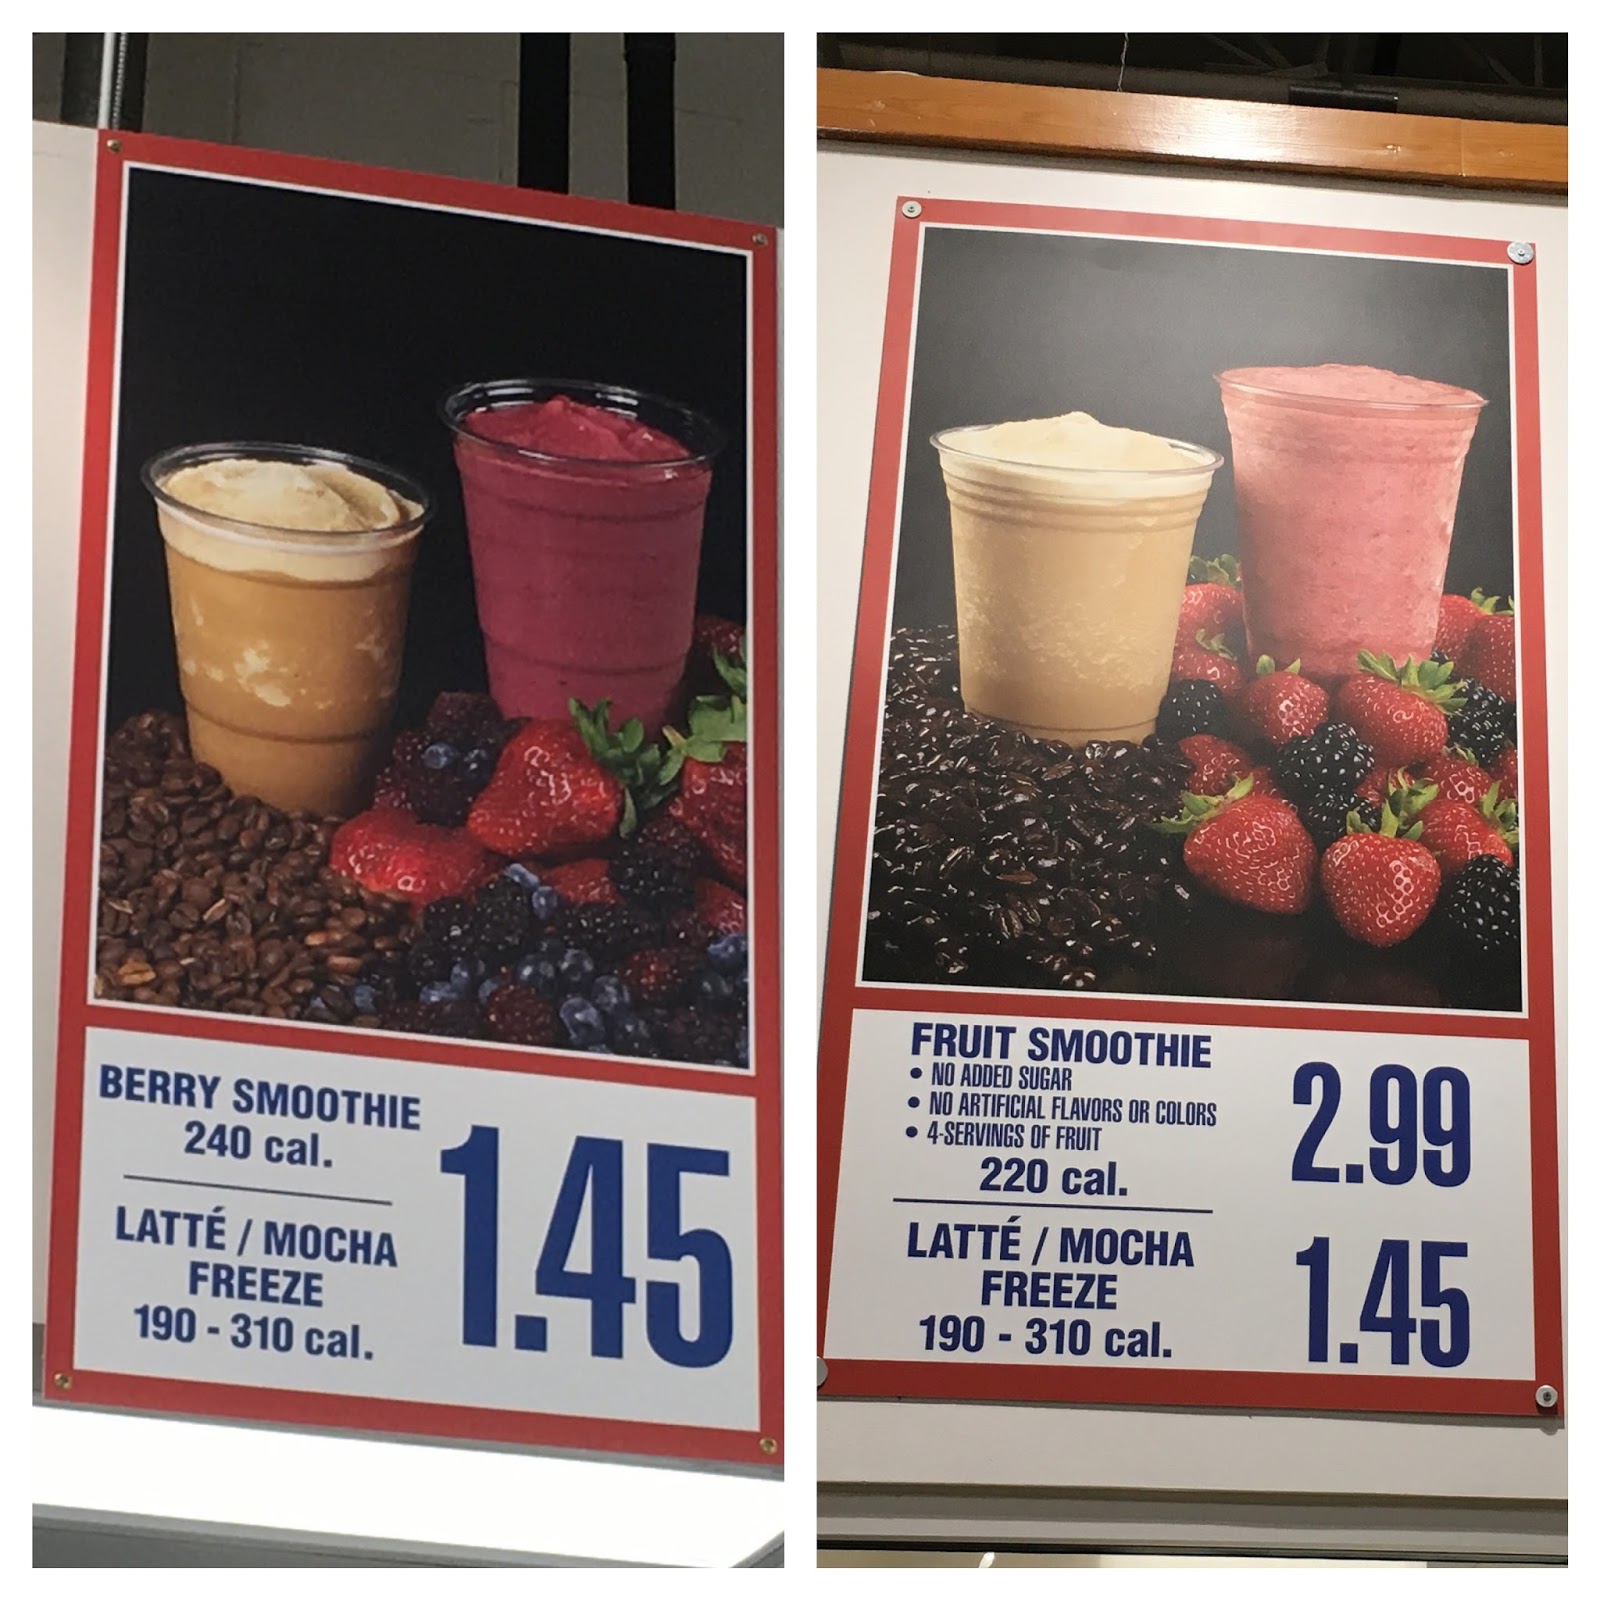 BERRY SMOOTHIE
240 cal.
1.45
LATTÉ / MOCHA
FREEZE
190 - 310 cal.
FRUIT SMOOTHIE
• NO ADDED SUGAR
• NO ARTIFICIAL FLAVORS OR COLORS
• 4-SERVINGS OF FRUIT
220 cal.
2.99
LATTÉ / MOCHA
FREEZE
190 - 310 cal.
1.45